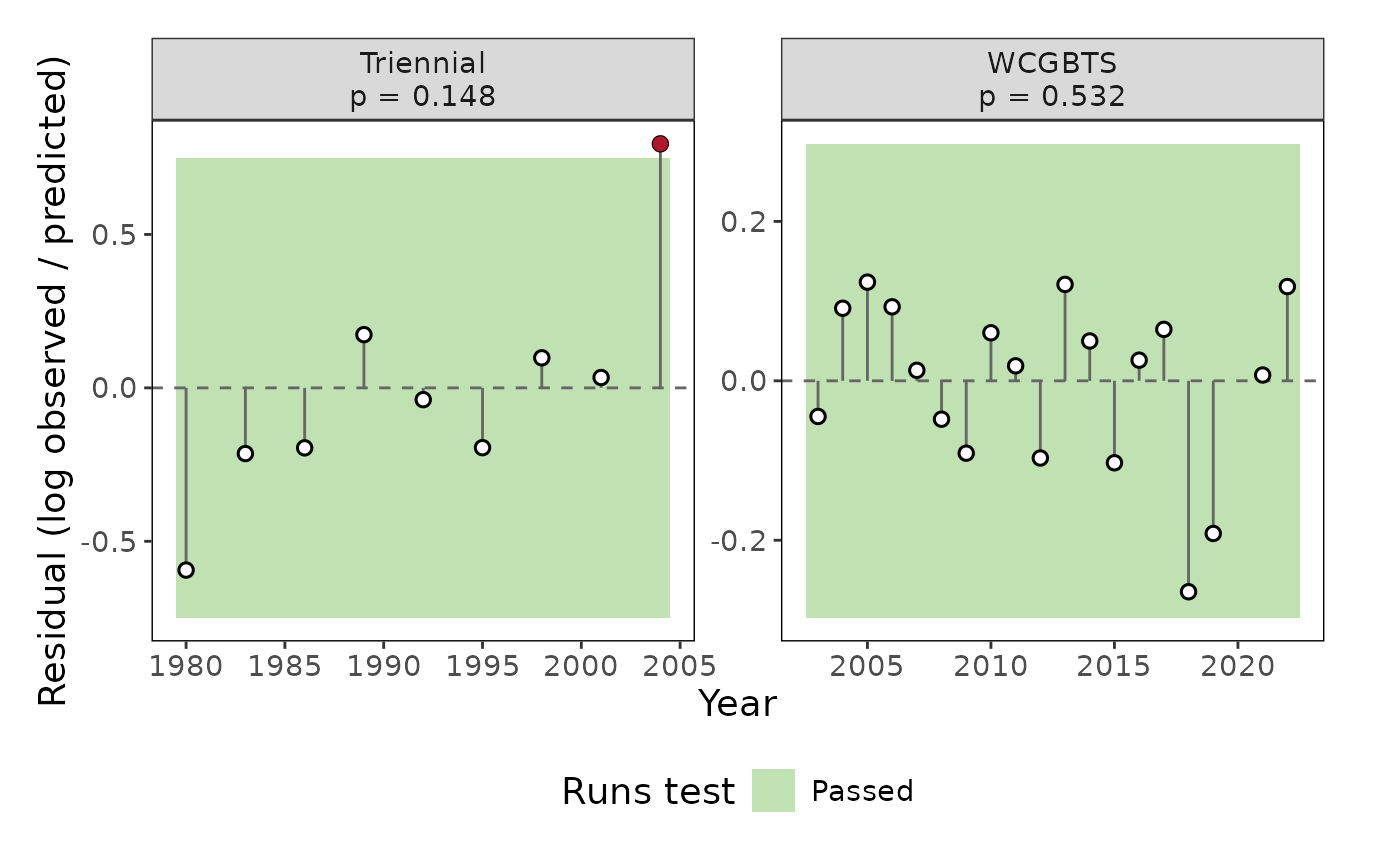 Triennial
p = 0.148
WCGBTS
p = 0.532
Residual (log observed / predicted)
0.5
0.0
-0.5
0.2
0.0
-0.2
1980 1985 1990 1995 2000 2005
2005 2010 2015 2020
Year
Runs test Passed